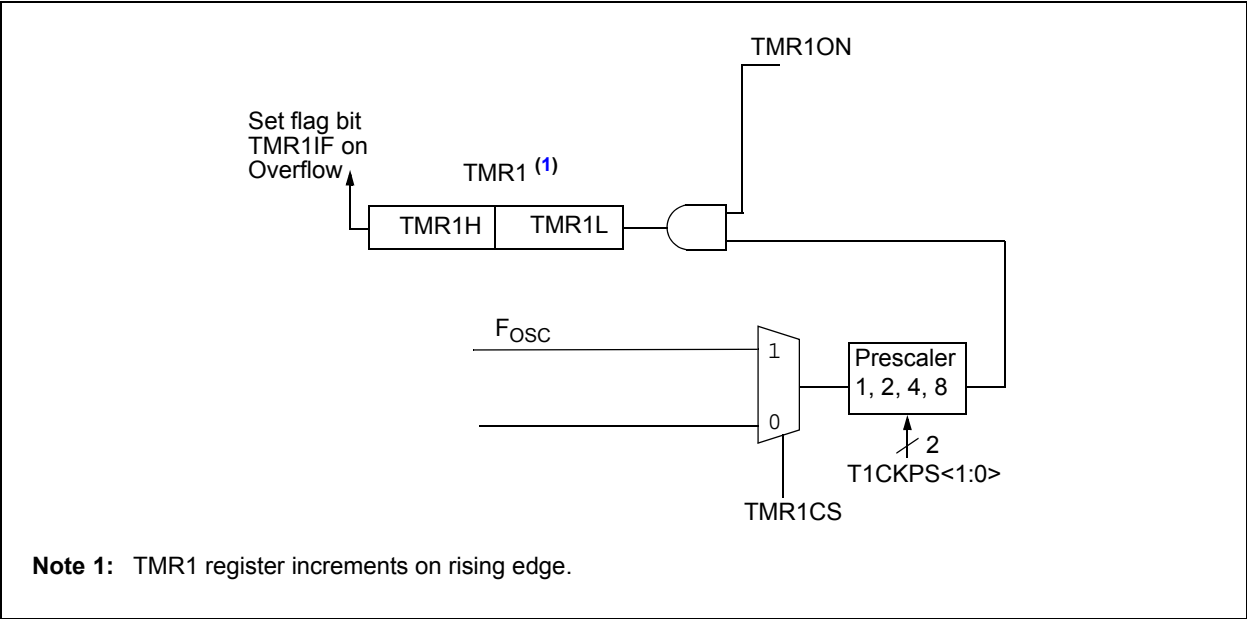 TMR1ON
Set flag bit
TMR1IF on
Overflow
TMR1 (1)
TMR1H
TMR1L
FOSC
1
Prescaler
1, 2, 4, 8
0
2
T1CKPS<1:0>
TMR1CS
Note 1: TMR1 register increments on rising edge.